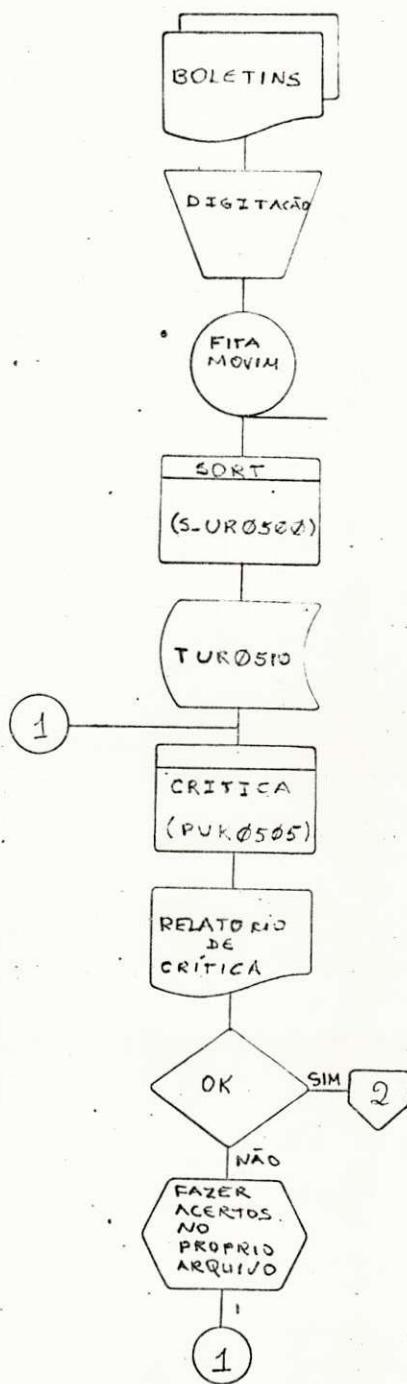 BOLETINS
DIGITAÇÃO
FITA
MOVIM
SORT
(S_URØ5ØØ)
TURØ510
1
CRITICA
(PURØ505)
RELATORIO
DE
CRÍTICA
OK
SIM
2
NÃO
FAZER
ACERTOS
NO
PROPRIO
ARQUIVO
1